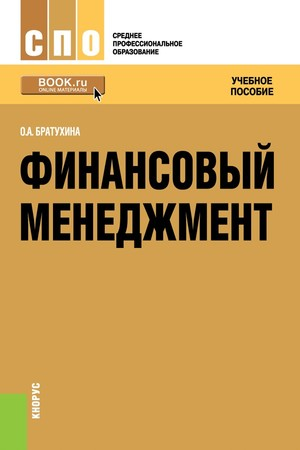 СПО
СРЕДНЕЕ
ПРОФЕССИОНАЛЬНОЕ
ОБРАЗОВАНИЕ
BOOK.ru
ONLINE МАТЕРИАЛЫ
УЧЕБНОЕ
ПОСОБИЕ
О.А. БРАТУХИНА
ФИНАНСОВЫЙ
МЕНЕДЖМЕНТ
КНОРУС